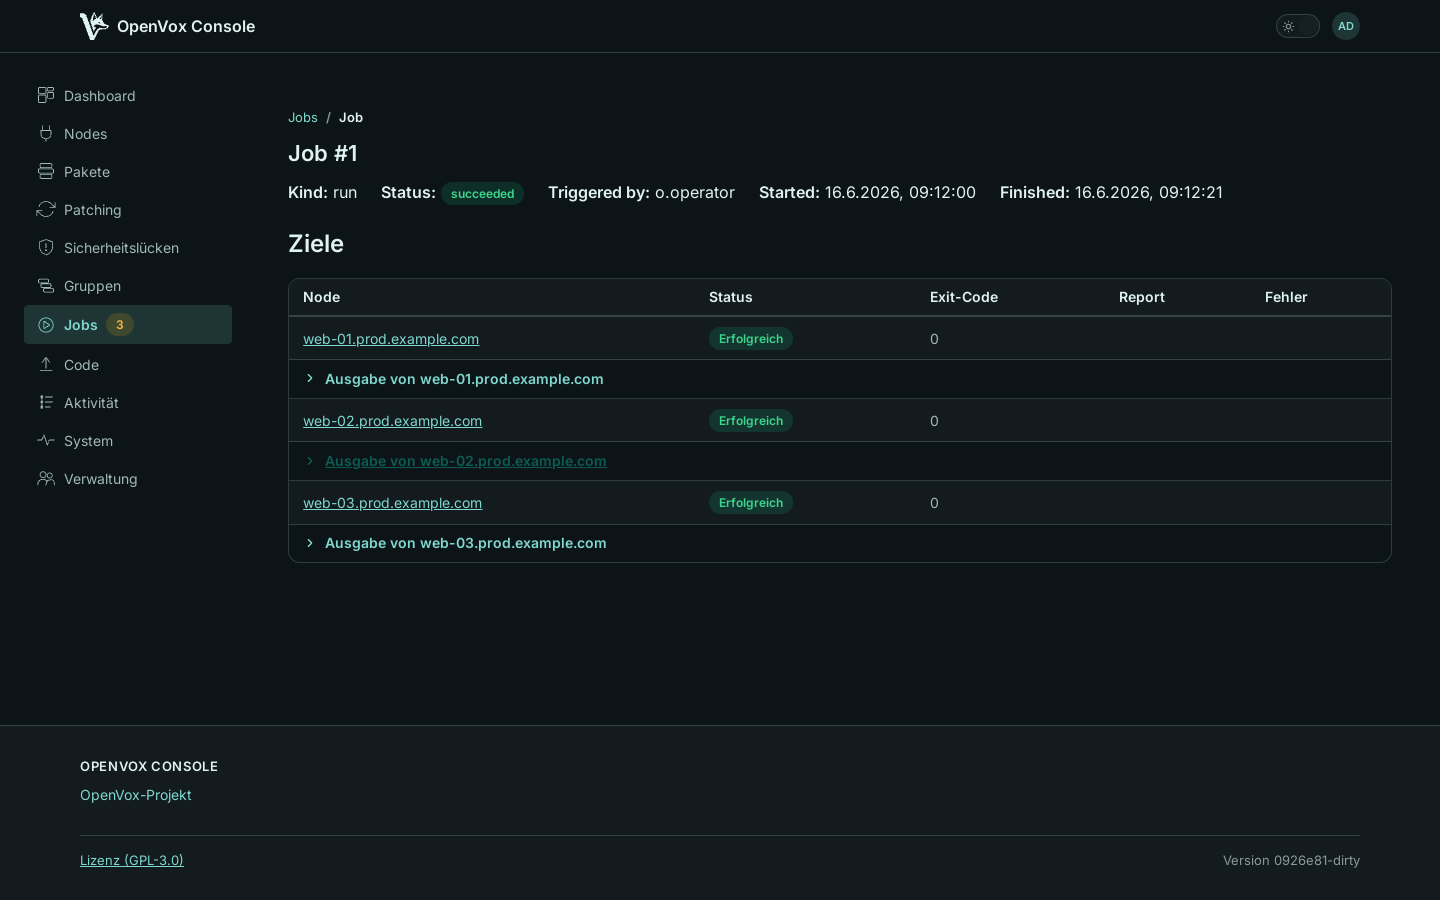 OpenVox Console
AD
Dashboard
Nodes
Pakete
Patching
Sicherheitslücken
Gruppen
Jobs 3
Code
Aktivität
System
Verwaltung
Jobs / Job
Job #1
Kind: run Status: succeeded Triggered by: o.operator Started: 16.6.2026, 09:12:00 Finished: 16.6.2026, 09:12:21
Ziele
Node Status Exit-Code Report Fehler
web-01.prod.example.com Erfolgreich 0
Ausgabe von web-01.prod.example.com
web-02.prod.example.com Erfolgreich 0
Ausgabe von web-02.prod.example.com
web-03.prod.example.com Erfolgreich 0
Ausgabe von web-03.prod.example.com
OPENVOX CONSOLE
OpenVox-Projekt
Lizenz (GPL-3.0)
Version 0926e81-dirty